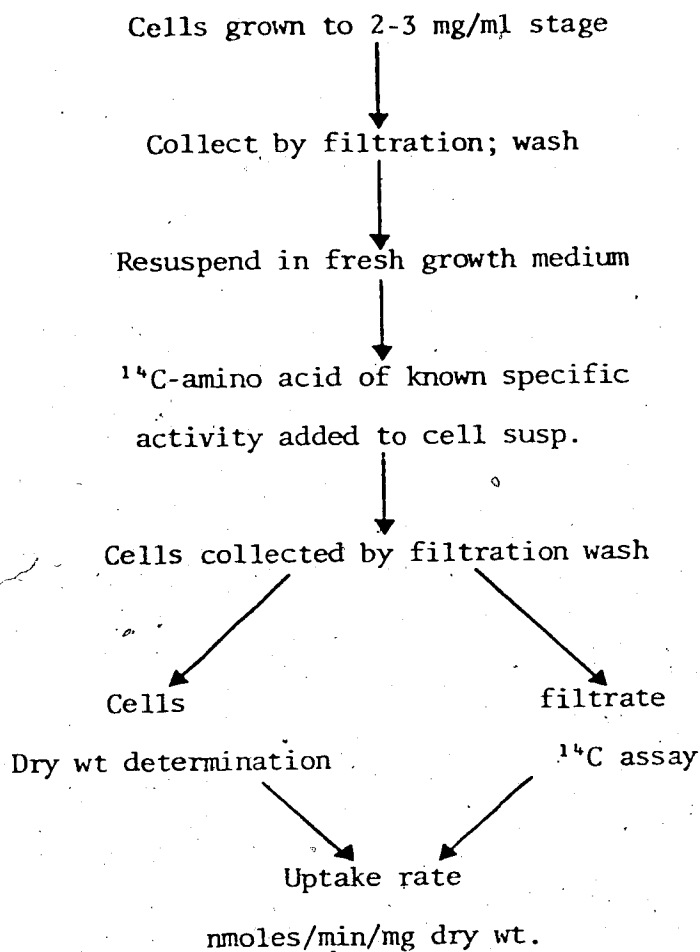 Cells grown to 2-3 mg/ml stage
Collect by filtration; wash
Resuspend in fresh growth medium
¹⁴C-amino acid of known specific
activity added to cell susp.
Cells collected by filtration wash
Cells
filtrate
Dry wt determination
¹⁴C assay
Uptake rate
nmoles/min/mg dry wt.